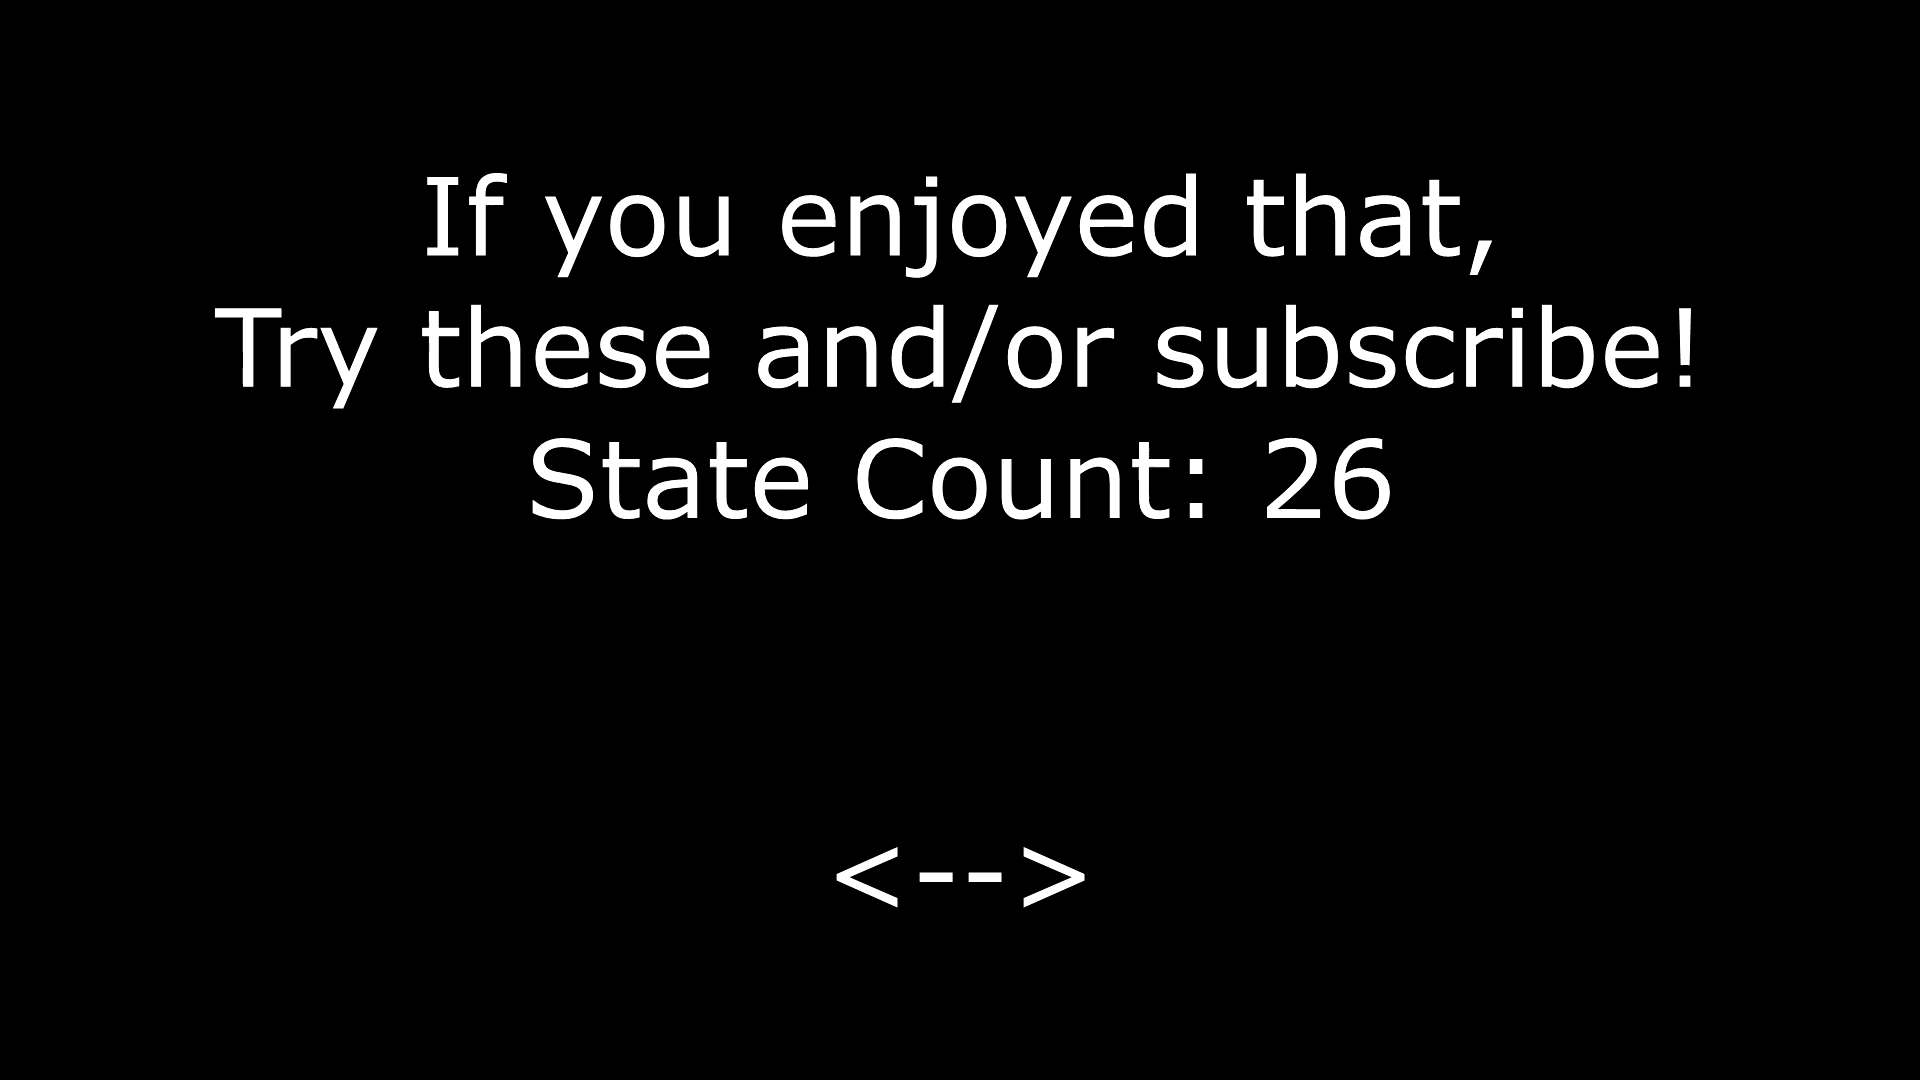 If you enjoyed that,
Try these and/or subscribe!
State Count: 26
<-->